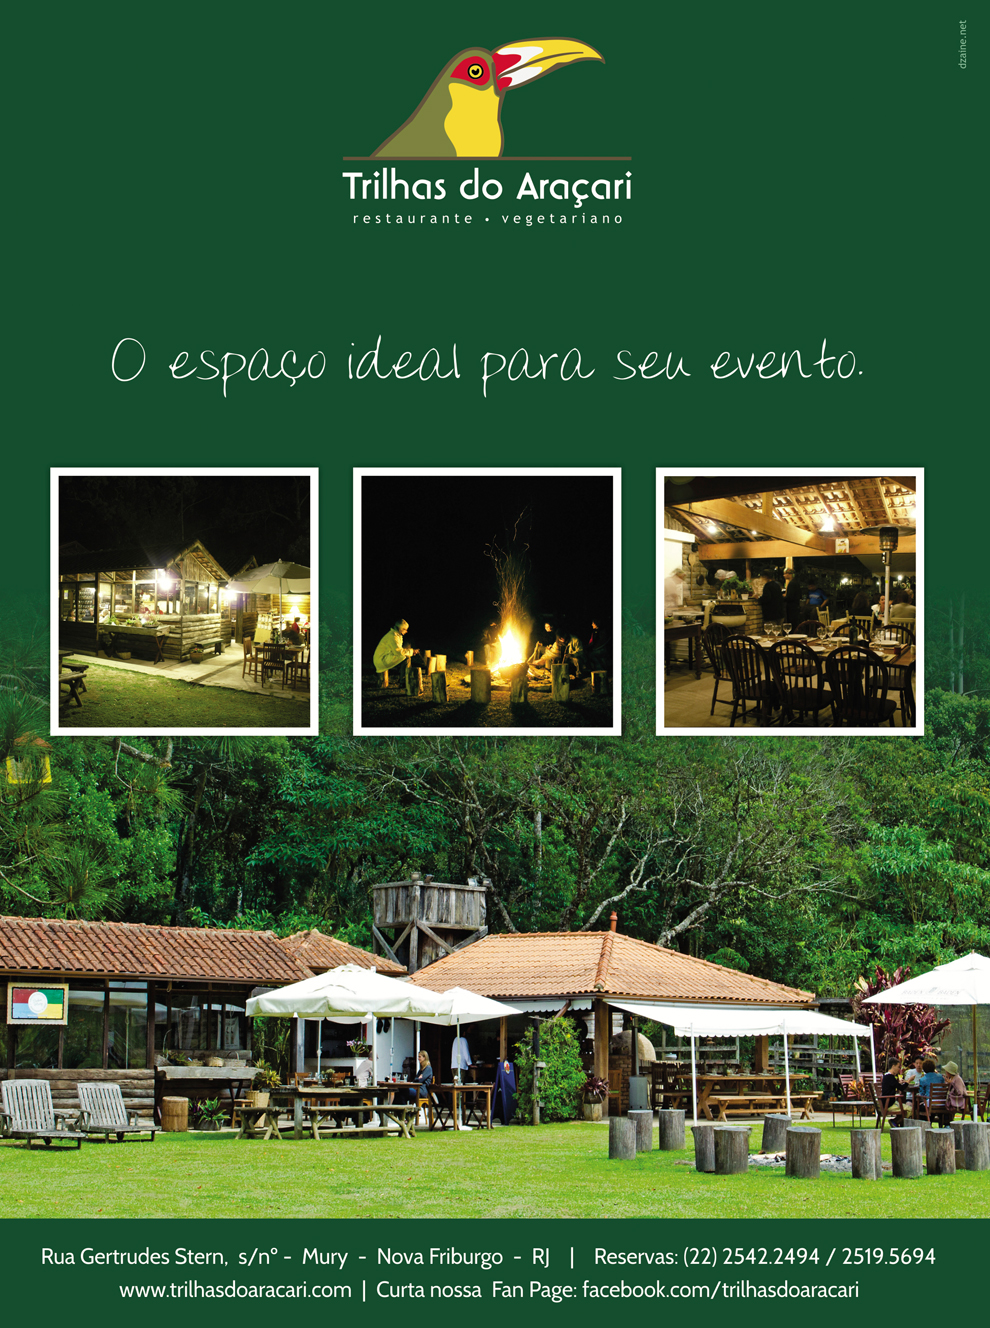 dzaine.net
Trilhas do Araçari
restaurante • vegetariano
O espaço ideal para seu evento.
Rua Gertrudes Stern, s/nº - Mury - Nova Friburgo - RJ | Reservas: (22) 2542.2494 / 2519.5694
www.trilhasdoaracari.com | Curta nossa Fan Page: facebook.com/trilhasdoaracari